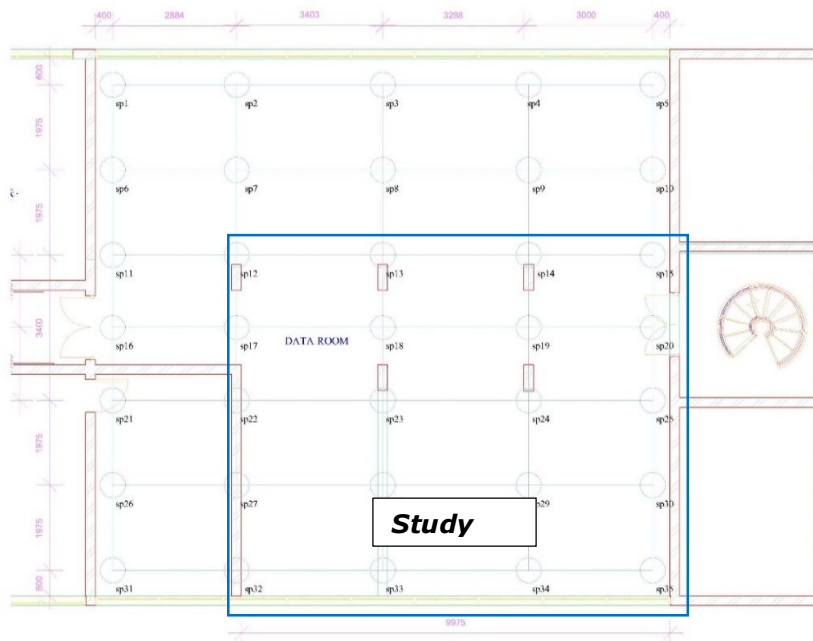 400 2884 3403 3288 3000 400
600
sp1 sp2 sp3 sp4 sp5
1975
sp6 sp7 sp8 sp9 sp10
1975
sp11 sp12 sp13 sp14 sp15
3400
sp16 sp17 DATA ROOM sp18 sp19 sp20
sp21 sp22 sp23 sp24 sp25
1975
sp26 sp27 sp29 sp30
Study
1975
600
sp31 sp32 sp33 sp34 sp35
9975